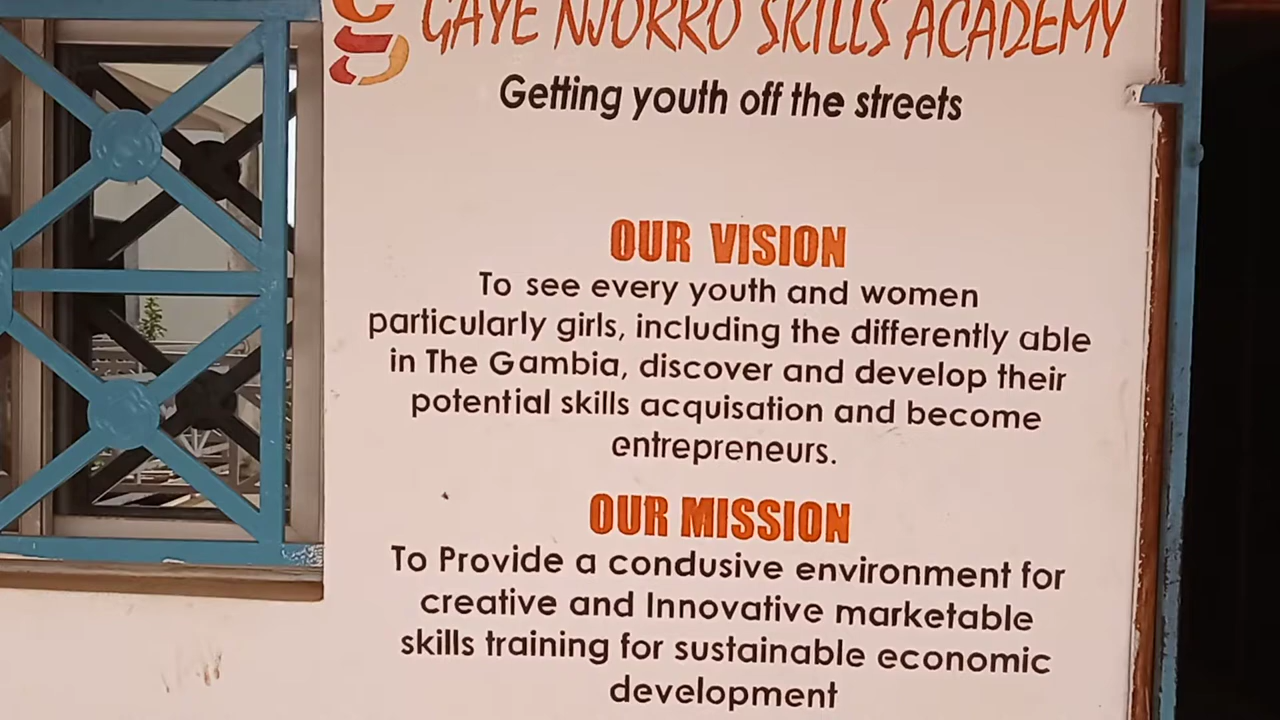 GAYE NJORRO SKILLS ACADEMY
Getting youth off the streets
OUR VISION
To see every youth and women
particularly girls, including the differently able
in The Gambia, discover and develop their
potential skills acquisation and become
entrepreneurs.
OUR MISSION
To Provide a condusive environment for
creative and Innovative marketable
skills training for sustainable economic
development